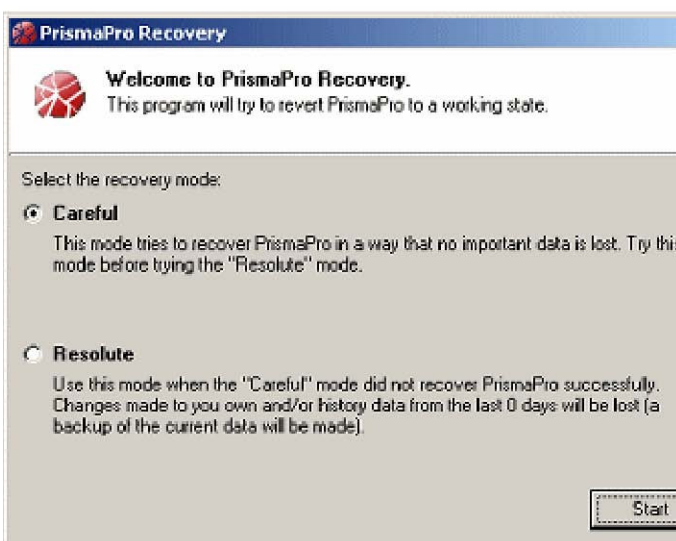 PrismaPro Recovery
Welcome to PrismaPro Recovery.
This program will try to revert PrismaPro to a working state.
Select the recovery mode:
Careful
This mode tries to recover PrismaPro in a way that no important data is lost. Try this
mode before trying the "Resolute" mode.
Resolute
Use this mode when the "Careful" mode did not recover PrismaPro successfully.
Changes made to you own and/or history data from the last 0 days will be lost (a
backup of the current data will be made).
Start